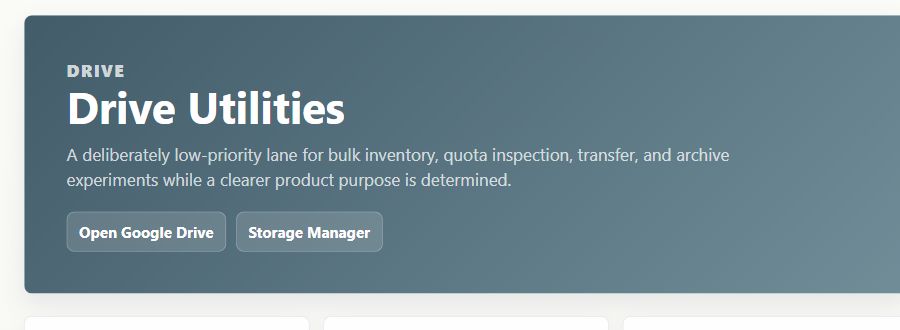 DRIVE
Drive Utilities
A deliberately low-priority lane for bulk inventory, quota inspection, transfer, and archive
experiments while a clearer product purpose is determined.
Open Google Drive
Storage Manager